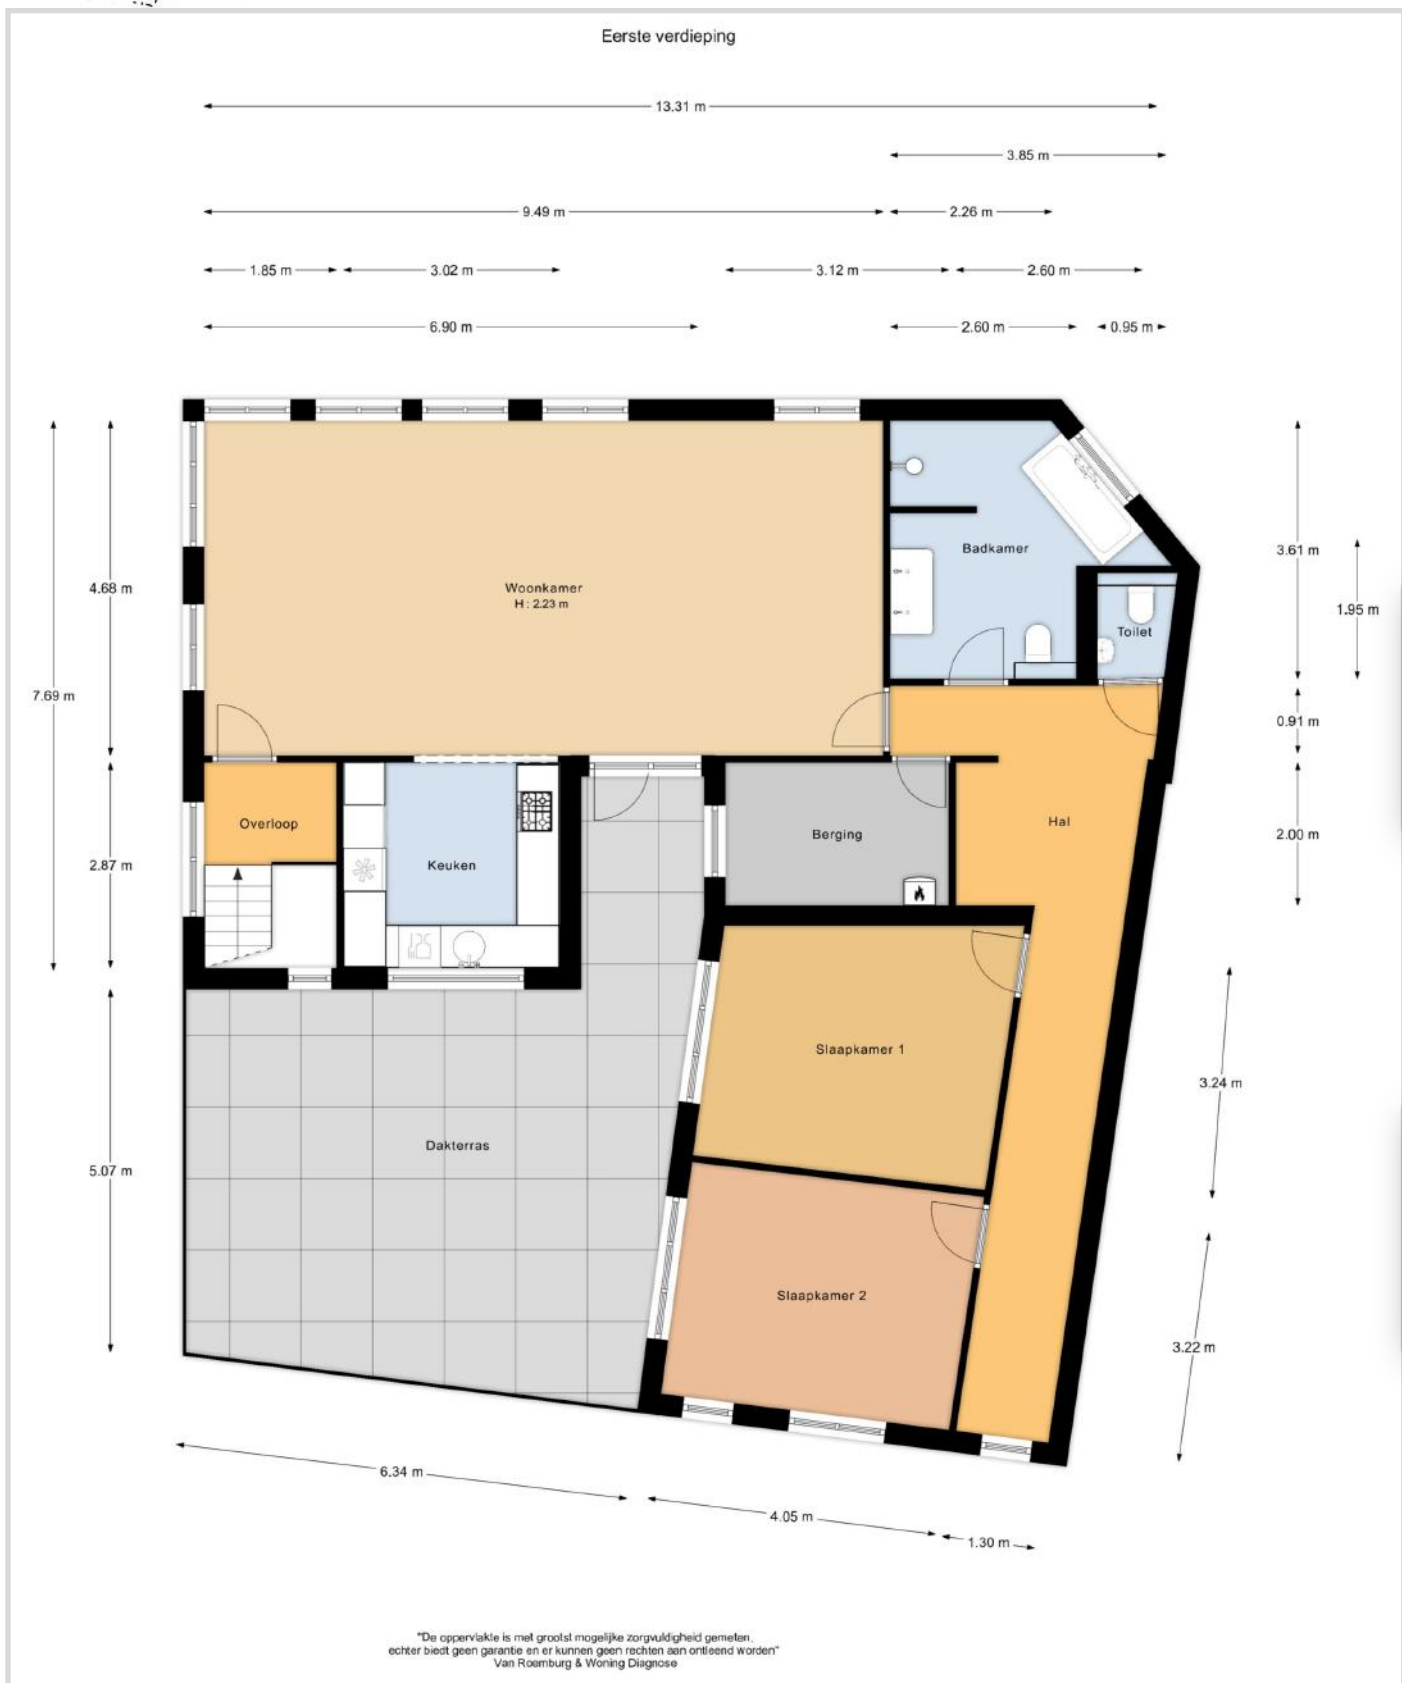 Eerste verdieping
13.31 m
3.85 m
9.49 m
2.26 m
1.85 m
3.02 m
3.12 m
2.60 m
6.90 m
2.60 m
0.95 m
Badkamer
3.61 m
Woonkamer
H : 2.23 m
4.68 m
1.95 m
Toilet
7.69 m
0.91 m
Overloop
Hal
Berging
2.00 m
2.87 m
Keuken
Slaapkamer 1
3.24 m
Dakterras
5.07 m
Slaapkamer 2
3.22 m
6.34 m
4.05 m
1.30 m
"De oppervlakte is met grootst mogelijke zorgvuldigheid gemeten,
echter biedt geen garantie en er kunnen geen rechten aan ontleend worden"
Van Roemburg & Woning Diagnose